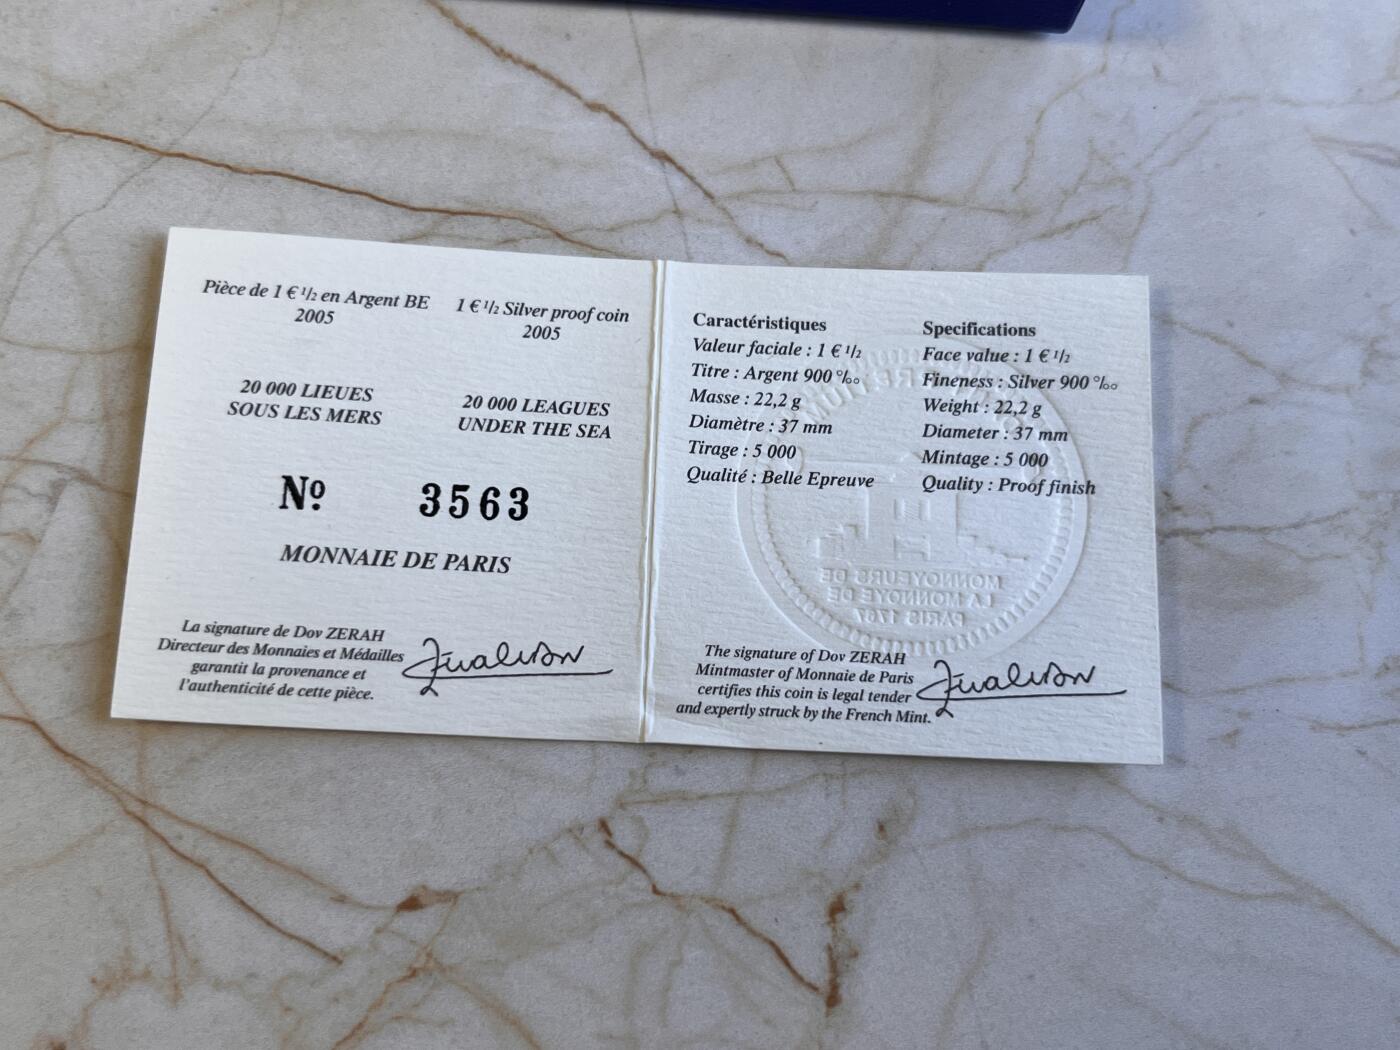 Pièce de 1 € 1/2 en Argent BE
2005
1 € 1/2 Silver proof coin
2005
20 000 LIEUES
SOUS LES MERS
20 000 LEAGUES
UNDER THE SEA
Nº 3563
MONNAIE DE PARIS
La signature de Dov ZERAH
Directeur des Monnaies et Médailles
garantit la provenance et
l'authenticité de cette pièce.
Caractéristiques
Valeur faciale : 1 € 1/2
Titre : Argent 900 ‰
Masse : 22,2 g
Diamètre : 37 mm
Tirage : 5 000
Qualité : Belle Epreuve
Specifications
Face value : 1 € 1/2
Fineness : Silver 900 ‰
Weight : 22,2 g
Diameter : 37 mm
Mintage : 5 000
Quality : Proof finish
MONNOYEURS DE
LA MONNOYE DE
PARIS 1767
The signature of Dov ZERAH
Mintmaster of Monnaie de Paris
certifies this coin is legal tender
and expertly struck by the French Mint.